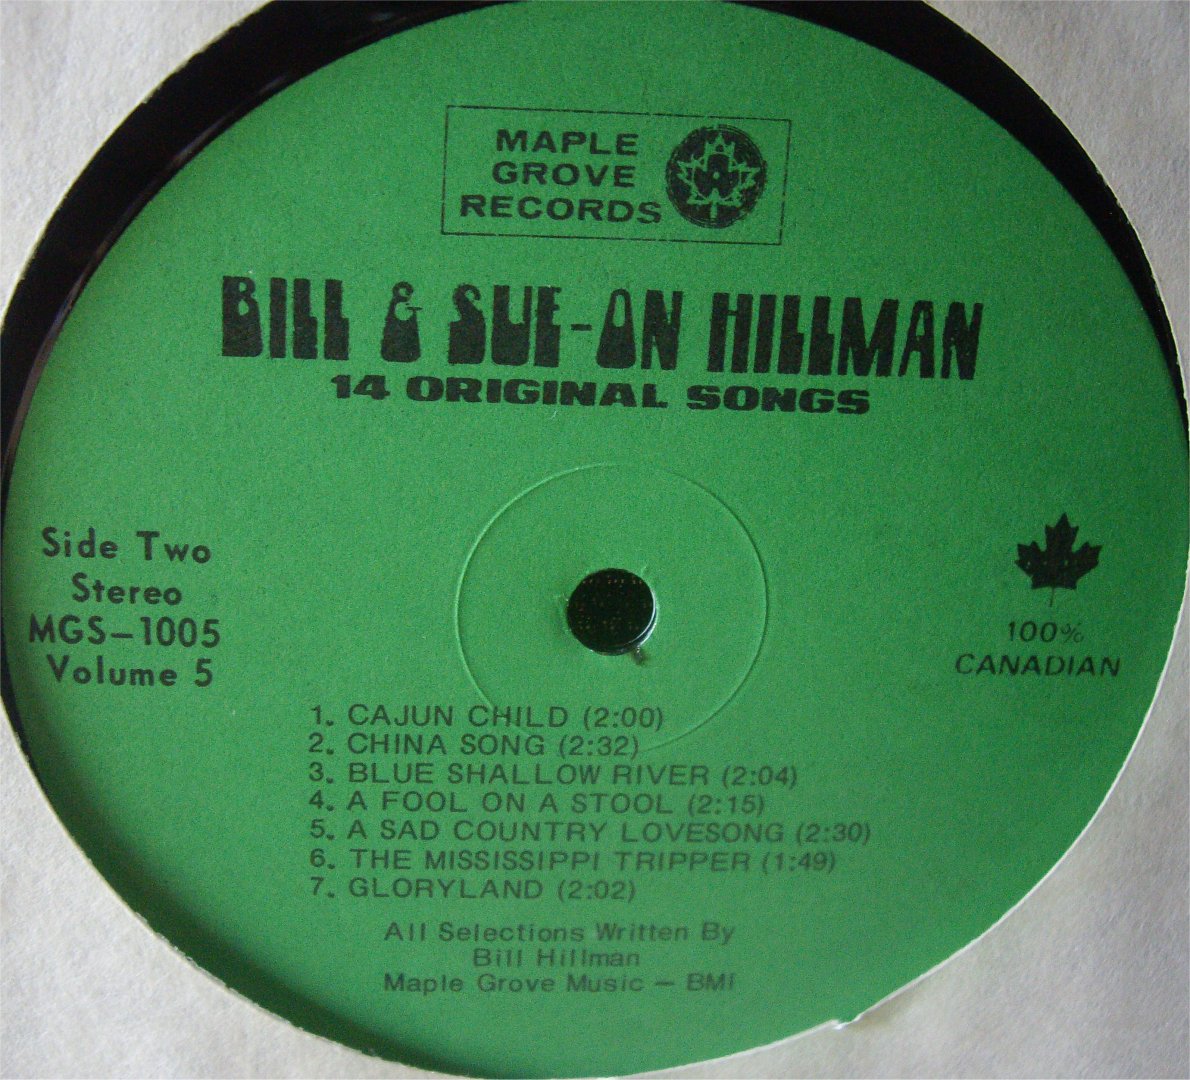 MAPLE
GROVE
RECORDS
BILL & SUE-ON HILLMAN
14 ORIGINAL SONGS
Side Two
Stereo
MGS-1005
Volume 5
100%
CANADIAN
1. CAJUN CHILD (2:00)
2. CHINA SONG (2:32)
3. BLUE SHALLOW RIVER (2:04)
4. A FOOL ON A STOOL (2:15)
5. A SAD COUNTRY LOVESONG (2:30)
6. THE MISSISSIPPI TRIPPER (1:49)
7. GLORYLAND (2:02)
All Selections Written By
Bill Hillman
Maple Grove Music - BMI